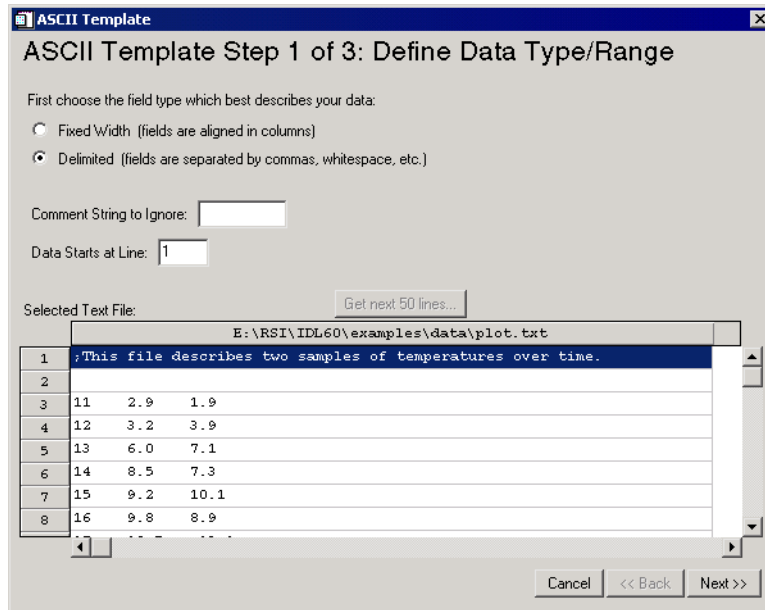 ASCII Template
ASCII Template Step 1 of 3: Define Data Type/Range
First choose the field type which best describes your data:
Fixed Width (fields are aligned in columns)
Delimited (fields are separated by commas, whitespace, etc.)
Comment String to Ignore:
Data Starts at Line: 1
Selected Text File: Get next 50 lines...
E:\RSI\IDL60\examples\data\plot.txt
1 ;This file describes two samples of temperatures over time.
2
3 11 2.9 1.9
4 12 3.2 3.9
5 13 6.0 7.1
6 14 8.5 7.3
7 15 9.2 10.1
8 16 9.8 8.9
Cancel << Back Next >>